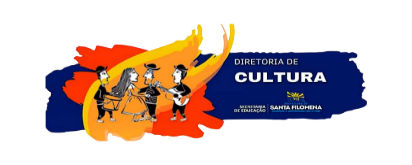 DIRETORIA DE
CULTURA
SECRETARIA
DE EDUCAÇÃO
SANTA FILOMENA